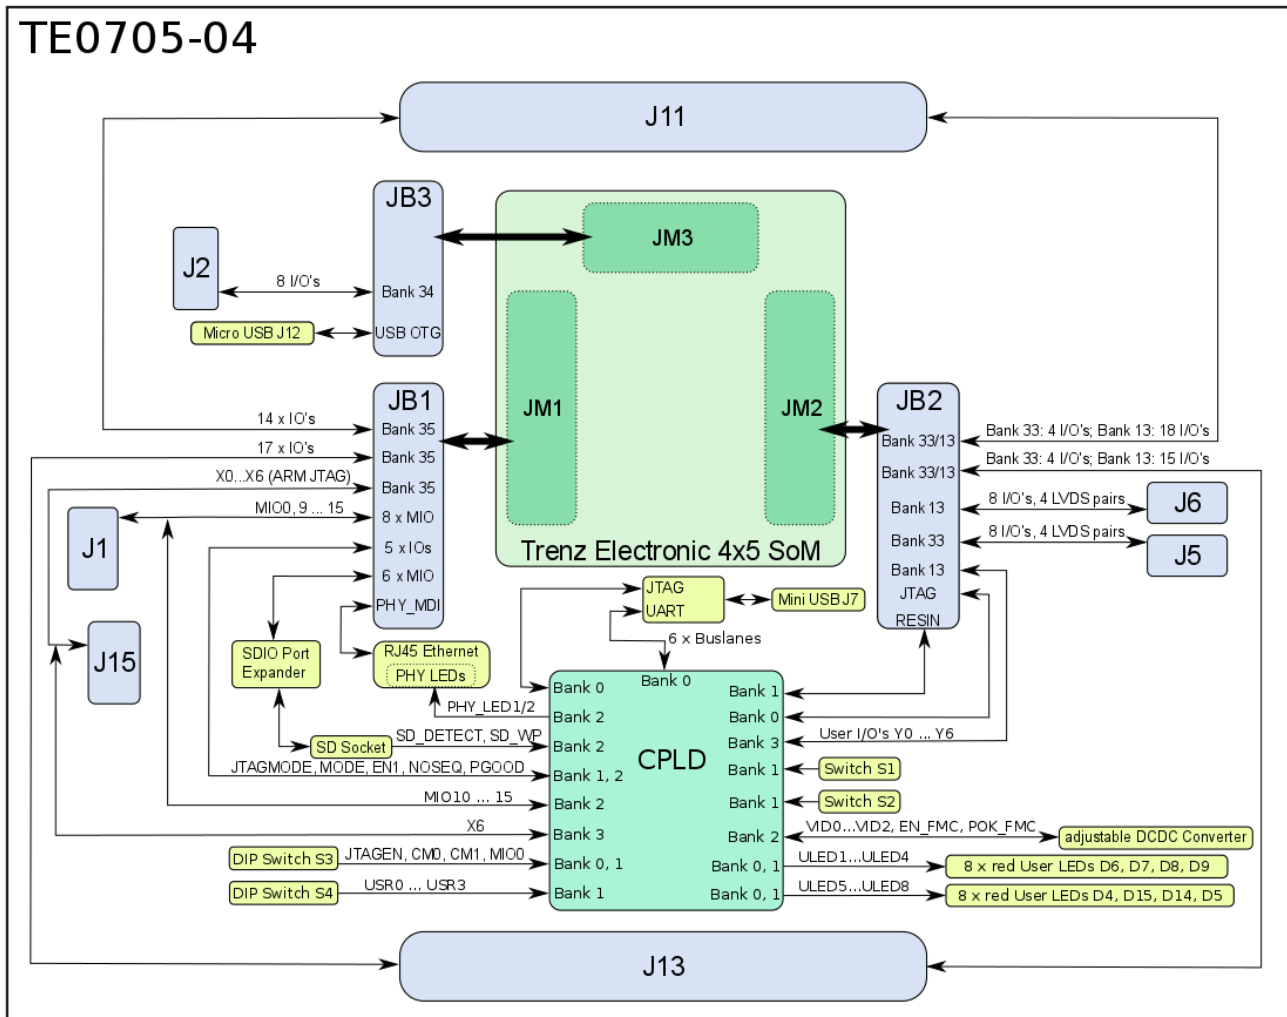 TE0705-04
J11
JB3
JM3
J2
8 I/O's
Bank 34
Micro USB J12
USB OTG
JB1
JM1
JM2
JB2
14 x IO's
Bank 35
Bank 33/13
Bank 33: 4 I/O's; Bank 13: 18 I/O's
17 x IO's
Bank 35
Bank 33/13
Bank 33: 4 I/O's; Bank 13: 15 I/O's
X0...X6 (ARM JTAG)
Bank 35
J1
MIO0, 9 ... 15
8 x MIO
Bank 13
8 I/O's, 4 LVDS pairs
J6
5 x IOs
Bank 33
8 I/O's, 4 LVDS pairs
J5
Trenz Electronic 4x5 SoM
6 x MIO
Bank 13
PHY_MDI
JTAG
UART
Mini USB J7
JTAG
RESIN
J15
SDIO Port
Expander
RJ45 Ethernet
PHY LEDs
6 x Buslanes
Bank 0
Bank 0
Bank 1
PHY_LED1/2
Bank 2
Bank 0
SD Socket
SD_DETECT, SD_WP
Bank 2
CPLD
Bank 3
User I/O's Y0 ... Y6
JTAGMODE, MODE, EN1, NOSEQ, PGOOD
Bank 1, 2
Bank 1
Switch S1
MIO10 ... 15
Bank 2
Bank 1
Switch S2
X6
Bank 3
Bank 2
VID0...VID2, EN_FMC, POK_FMC
adjustable DCDC Converter
DIP Switch S3
JTAGEN, CM0, CM1, MIO0
Bank 0, 1
Bank 0, 1
ULED1...ULED4
8 x red User LEDs D6, D7, D8, D9
DIP Switch S4
USR0 ... USR3
Bank 1
Bank 0, 1
ULED5...ULED8
8 x red User LEDs D4, D15, D14, D5
J13